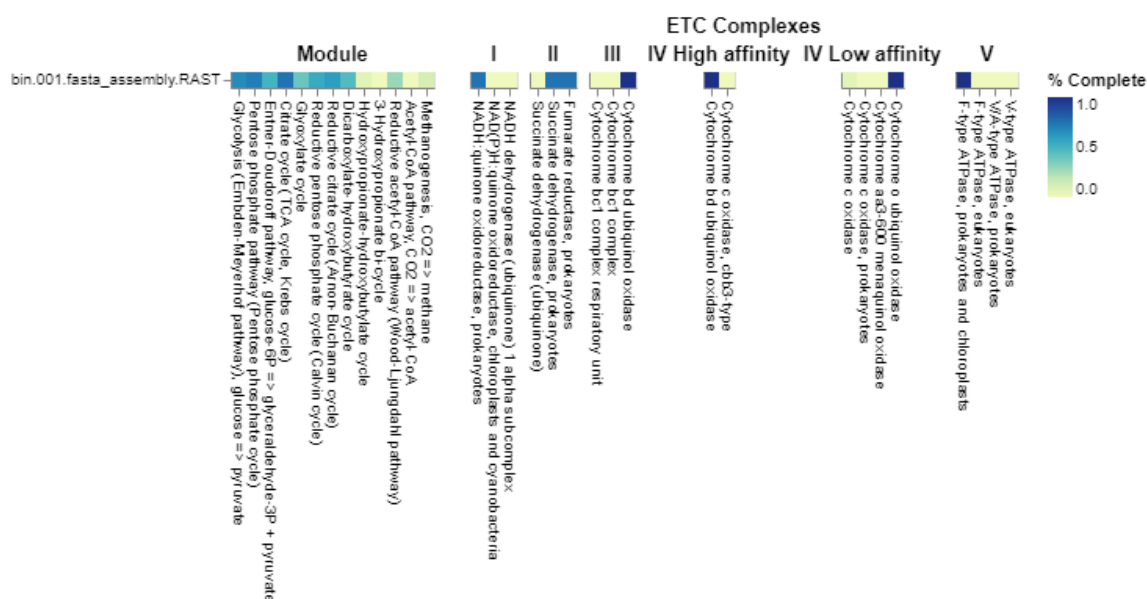 ETC Complexes
Module
I
II
III
IV High affinity
IV Low affinity
V
bin.001.fasta_assembly.RAST
% Complete
1.0
0.0
Glycolysis (Embden-Meyerhof pathway), glucose => pyruvate
Pentose phosphate pathway (Pentose phosphate cycle)
Entner-Doudoroff pathway, glucose-6P => glyceraldehyde-3P + pyruvate
Citrate cycle (TCA cycle, Krebs cycle)
Glyoxylate cycle
Reductive pentose phosphate cycle (Calvin cycle)
Reductive citrate cycle (Arnon-Buchanan cycle)
Dicarboxylate-hydroxybutyrate cycle
Hydroxypropionate-hydroxybutylate cycle
3-Hydroxypropionate bi-cycle
Reductive acetyl-CoA pathway (Wood-Ljungdahl pathway)
Acetyl-CoA pathway, CO2 => acetyl-CoA
Methanogenesis, CO2 => methane
NADH:quinone oxidoreductase, prokaryotes
NAD(P)H:quinone oxidoreductase, chloroplasts and cyanobacteria
NADH dehydrogenase (ubiquinone) 1 alpha subcomplex
Succinate dehydrogenase (ubiquinone)
Succinate dehydrogenase, prokaryotes
Fumarate reductase, prokaryotes
Cytochrome bc1 complex respiratory unit
Cytochrome bc1 complex
Cytochrome bd ubiquinol oxidase
Cytochrome bd ubiquinol oxidase
Cytochrome c oxidase, cbb3-type
Cytochrome c oxidase
Cytochrome c oxidase, prokaryotes
Cytochrome aa3-600 menaquinol oxidase
Cytochrome o ubiquinol oxidase
F-type ATPase, prokaryotes and chloroplasts
F-type ATPase, eukaryotes
V/A-type ATPase, prokaryotes
V-type ATPase, eukaryotes